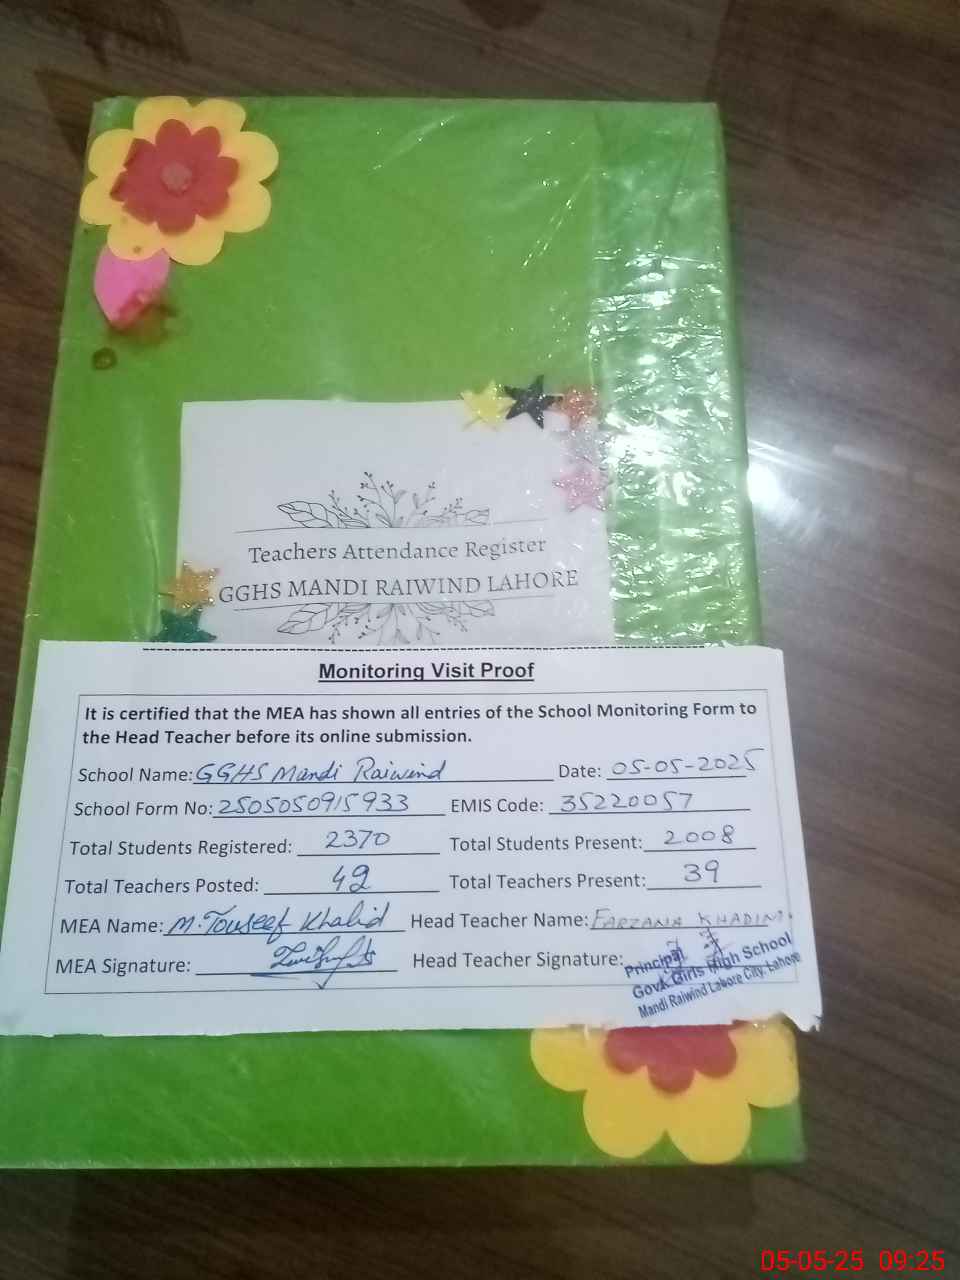 Teachers Attendance Register
GGHS MANDI RAIWIND LAHORE
Monitoring Visit Proof
It is certified that the MEA has shown all entries of the School Monitoring Form to
the Head Teacher before its online submission.
School Name: GGHS Mandi Raiwind Date: 05-05-2025
School Form No: 2505050915933 EMIS Code: 35220057
Total Students Registered: 2370 Total Students Present: 2008
Total Teachers Posted: 42 Total Teachers Present: 39
MEA Name: M. Touseef Khalid Head Teacher Name: FARZANA KHADIM
MEA Signature: Head Teacher Signature:
Principal
Govt. Girls High School
Mandi Raiwind Lahore City, Lahore
05-05-25 09:25